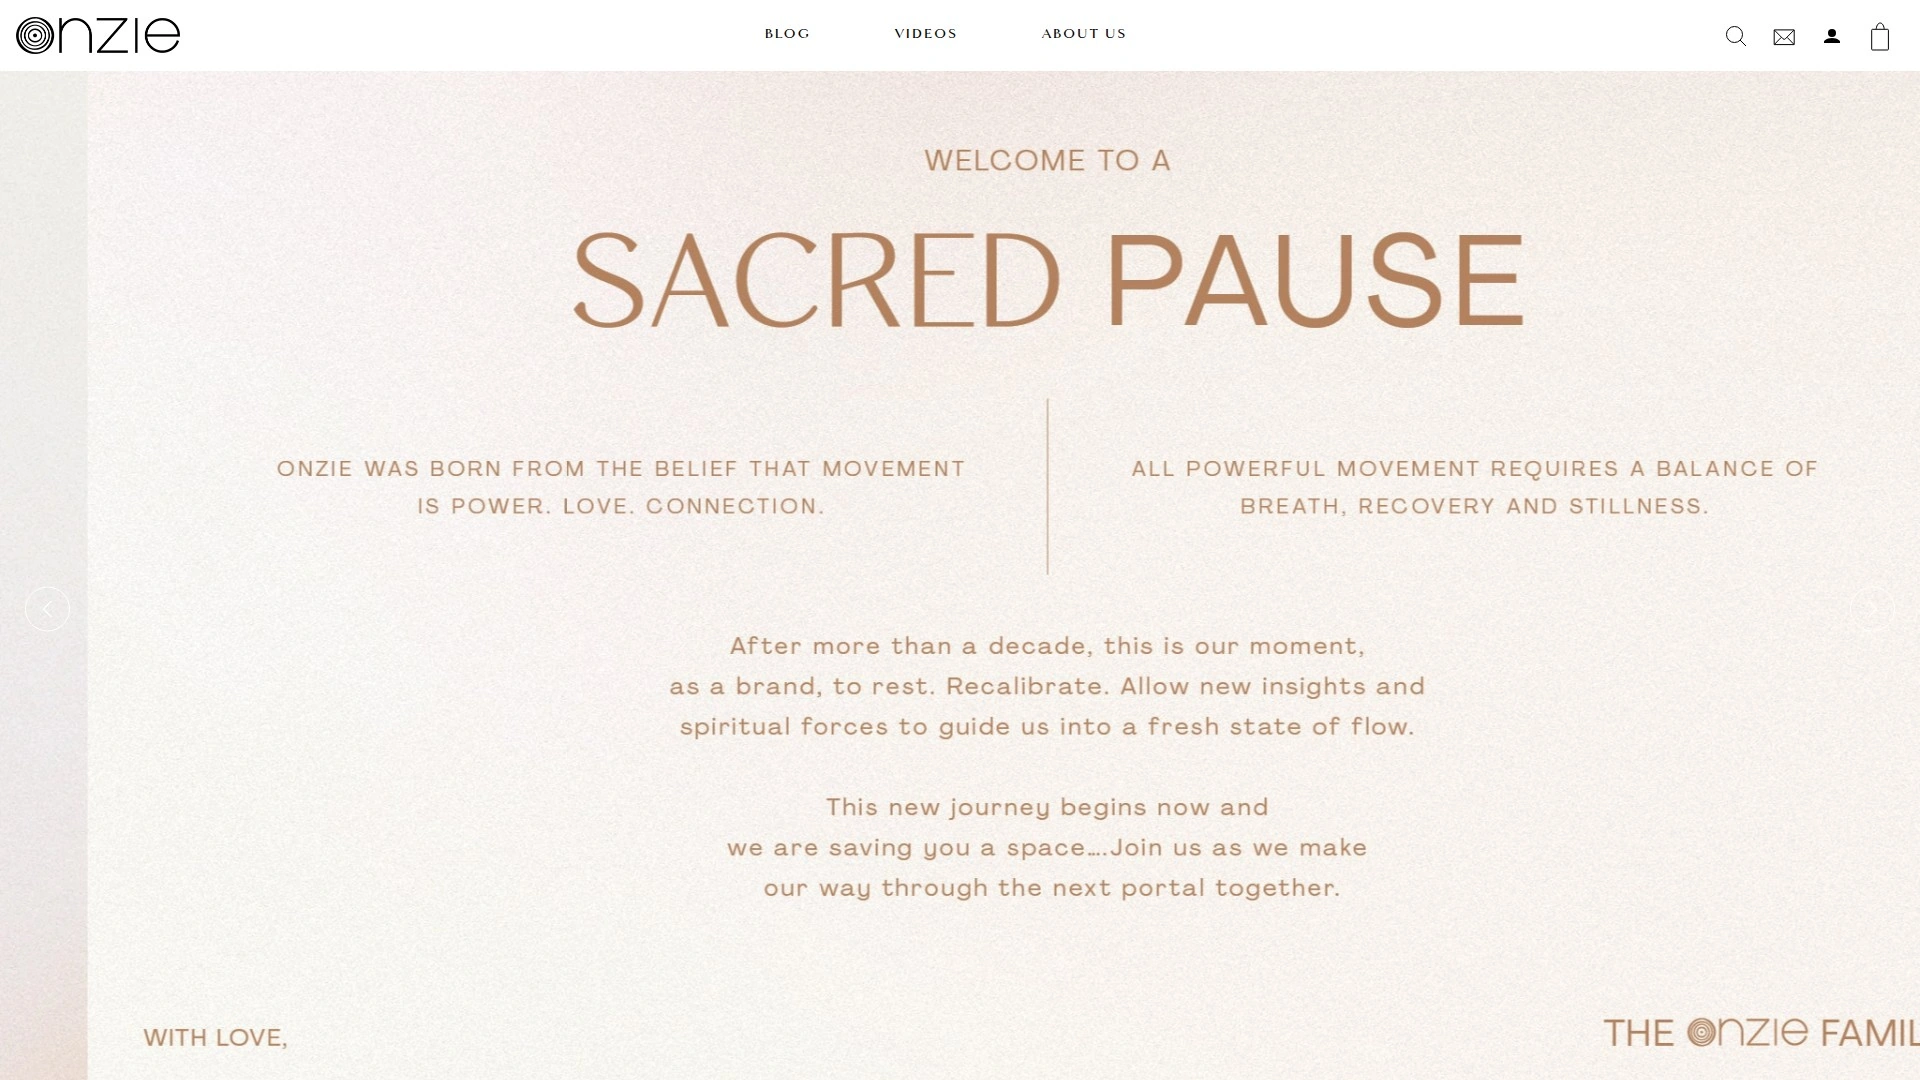 onzie
BLOG
VIDEOS
ABOUT US
WELCOME TO A
SACRED PAUSE
ONZIE WAS BORN FROM THE BELIEF THAT MOVEMENT
IS POWER. LOVE. CONNECTION.
ALL POWERFUL MOVEMENT REQUIRES A BALANCE OF
BREATH, RECOVERY AND STILLNESS.
After more than a decade, this is our moment,
as a brand, to rest. Recalibrate. Allow new insights and
spiritual forces to guide us into a fresh state of flow.
This new journey begins now and
we are saving you a space....Join us as we make
our way through the next portal together.
WITH LOVE,
THE onzie FAMIL